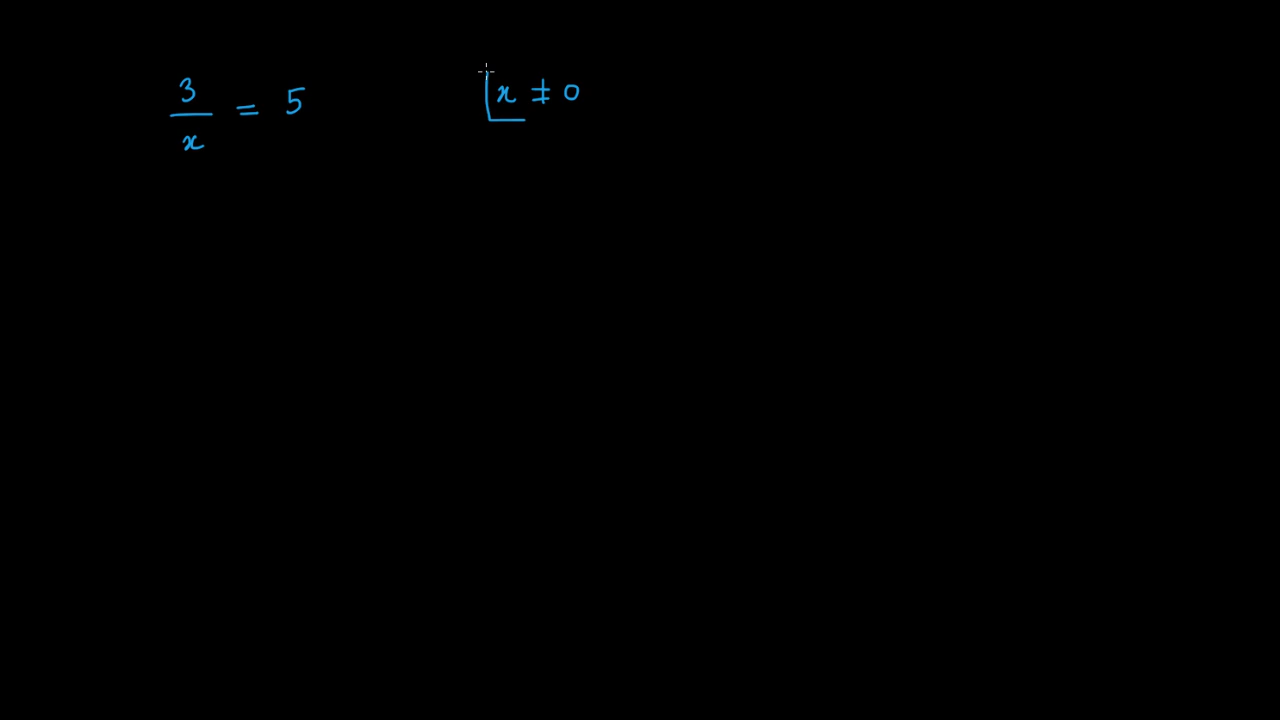 3/x = 5
x ≠ 0